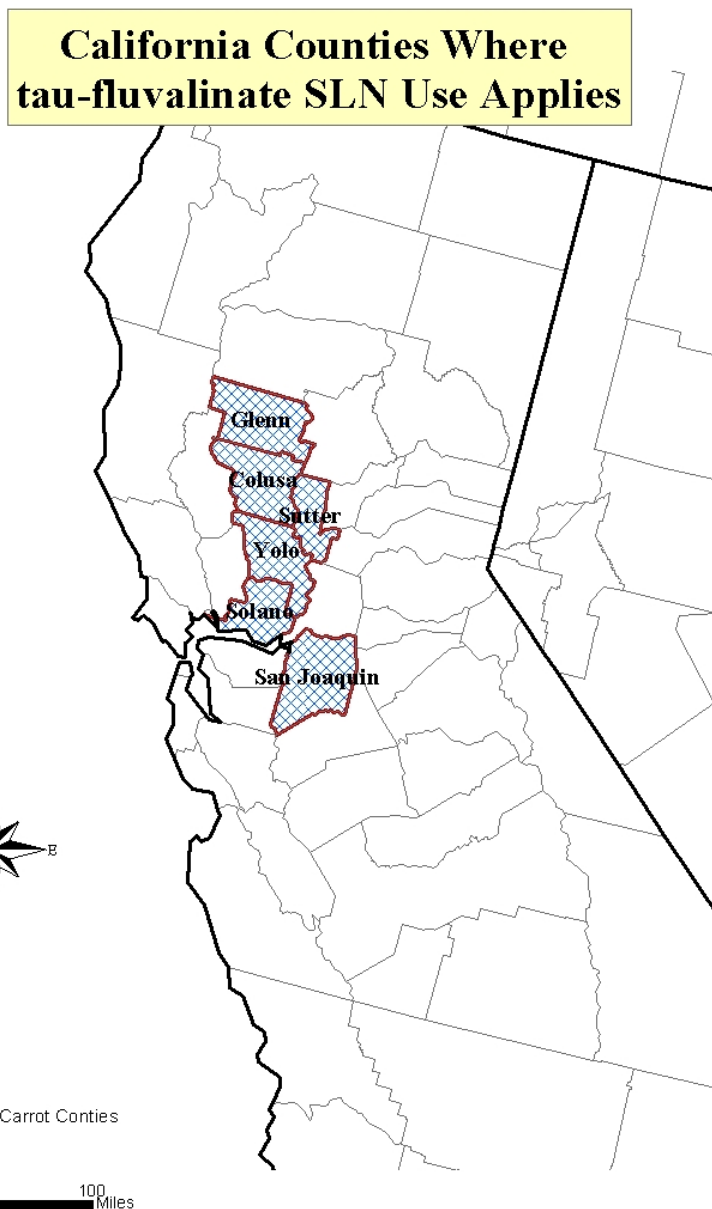 California Counties Where
tau-fluvalinate SLN Use Applies
Glenn
Colusa
Sutter
Yolo
Solano
San Joaquin
E
Carrot Conties
100
Miles